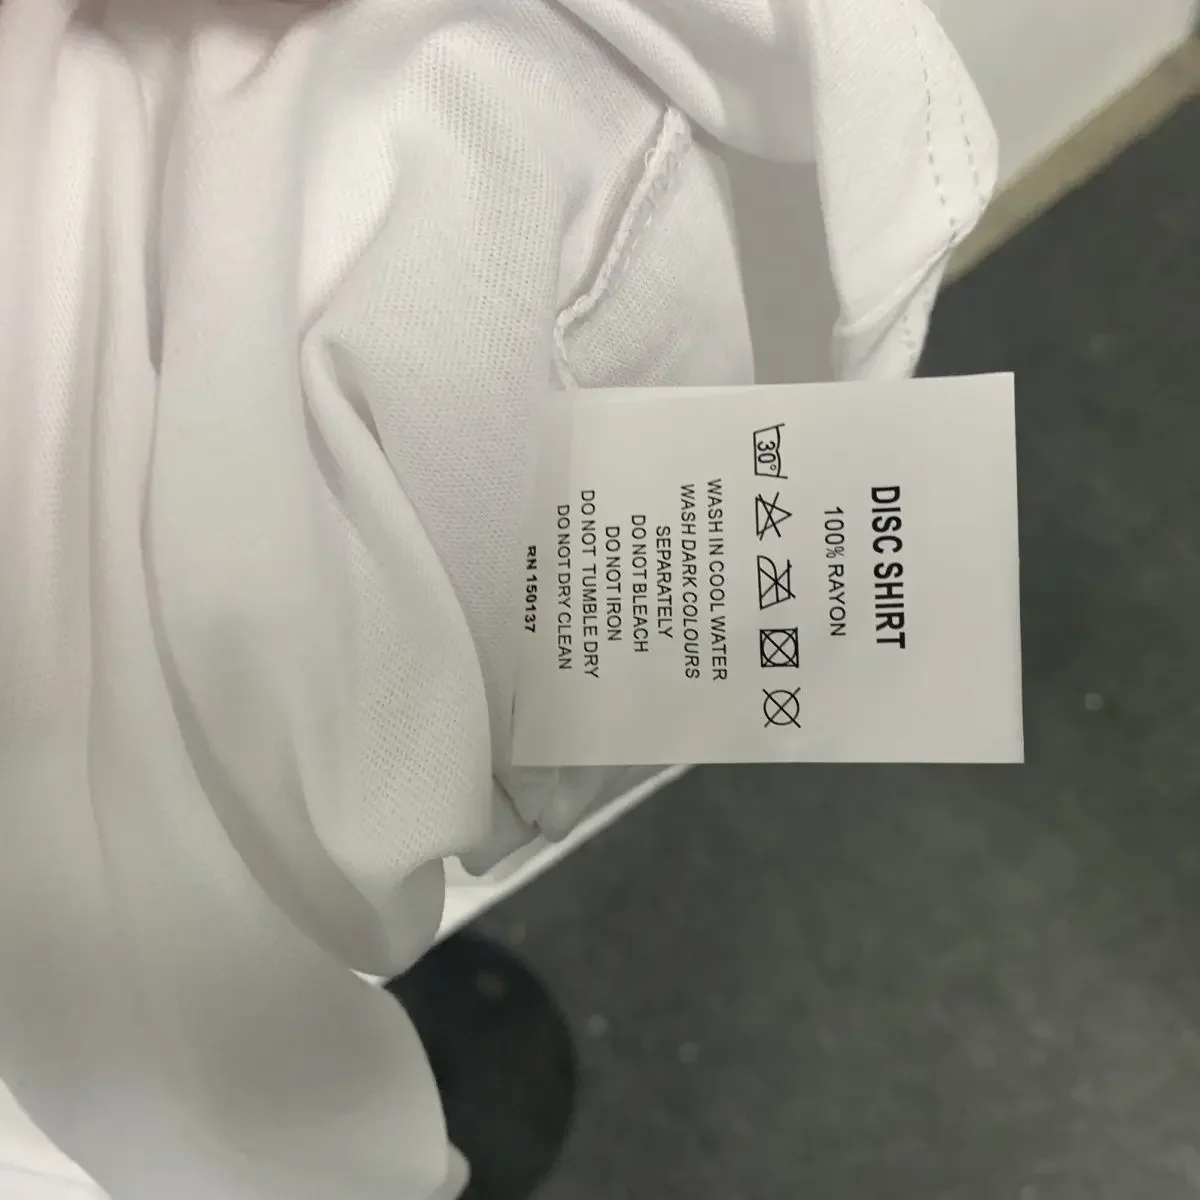 DISC SHIRT
100% RAYON
30°
WASH IN COOL WATER
WASH DARK COLOURS
SEPARATELY
DO NOT BLEACH
DO NOT IRON
DO NOT TUMBLE DRY
DO NOT DRY CLEAN
RN 150137